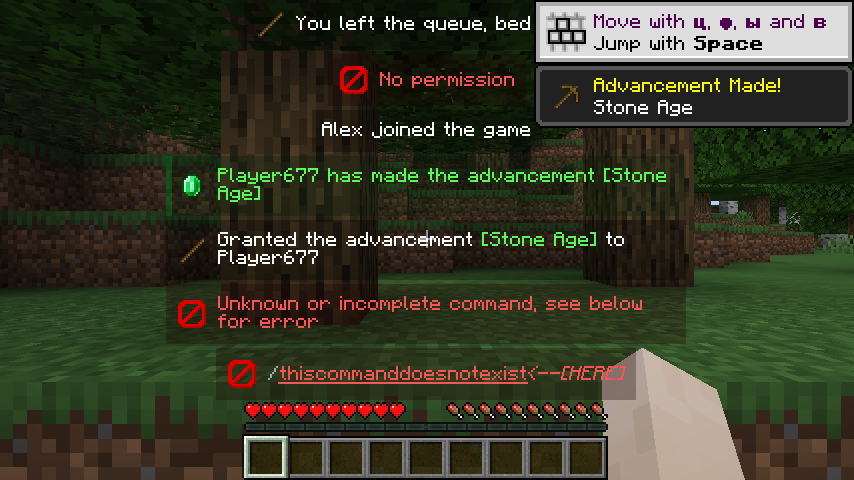 You left the queue, bed
Move with ц, ф, ы and в
Jump with Space
No permission
Advancement Made!
Stone Age
Alex joined the game
Player677 has made the advancement [Stone
Age]
Granted the advancement [Stone Age] to
Player677
Unknown or incomplete command, see below
for error
/thiscommanddoesnotexist<--[HERE]